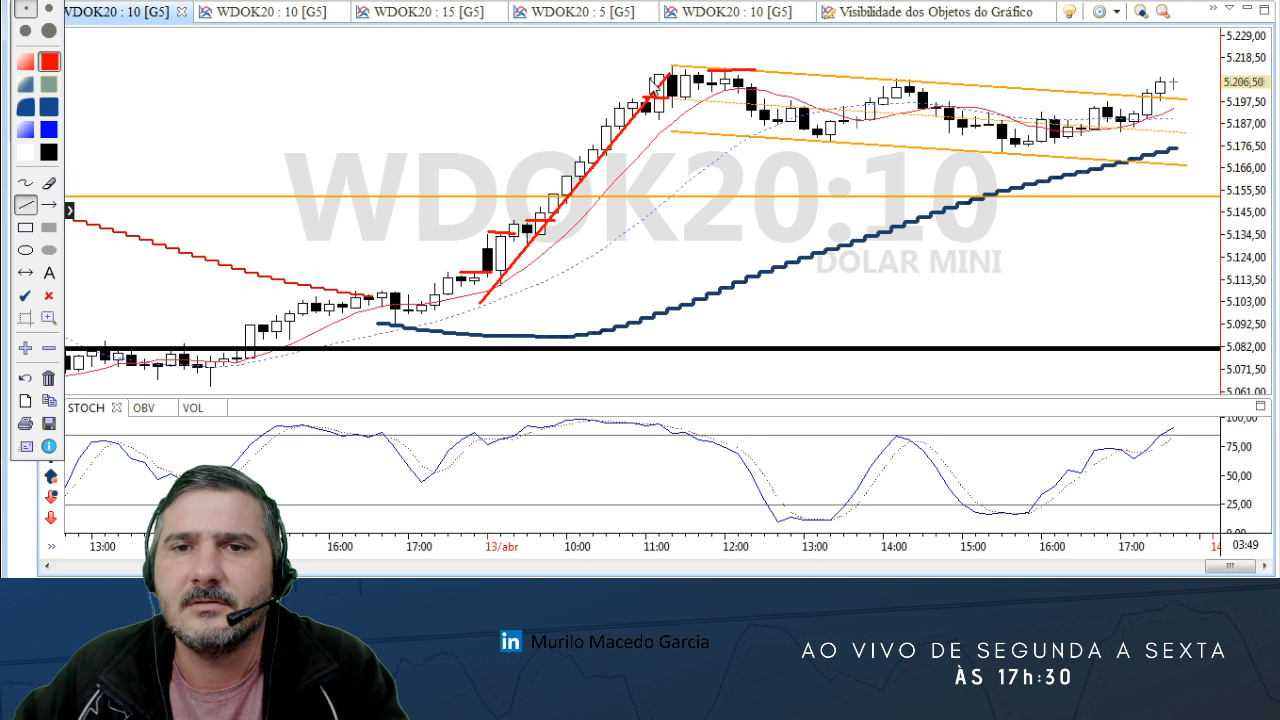 WDOK20 : 10 [G5]
WDOK20 : 10 [G5]
WDOK20 : 15 [G5]
WDOK20 : 5 [G5]
WDOK20 : 10 [G5]
Visibilidade dos Objetos do Gráfico
5.229,00
5.218,50
5.206,50
5.197,50
5.187,00
5.176,50
5.166,00
5.155,50
5.145,00
5.134,50
5.124,00
5.113,50
5.103,00
5.092,50
5.082,00
5.071,50
5.061,00
WDOK20:10
DOLAR MINI
STOCH
OBV
VOL
100,00
75,00
50,00
25,00
0,00
13:00
16:00
17:00
13/abr
10:00
11:00
12:00
13:00
14:00
15:00
16:00
17:00
14
03:49
in Murilo Macedo Garcia
AO VIVO DE SEGUNDA A SEXTA
ÀS 17h:30